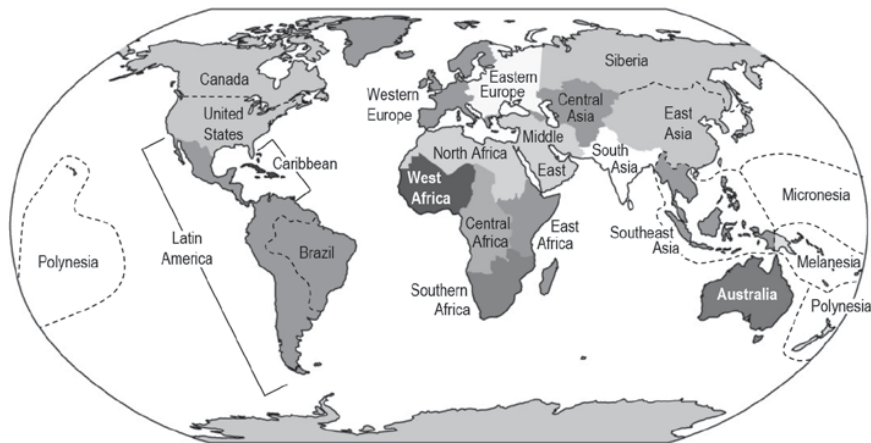 Canada
United
States
Caribbean
Latin
America
Brazil
Polynesia
Western
Europe
Eastern
Europe
Siberia
Central
Asia
East
Asia
Middle
East
South
Asia
North Africa
West
Africa
Central
Africa
East
Africa
Southern
Africa
Southeast
Asia
Micronesia
Melanesia
Australia
Polynesia